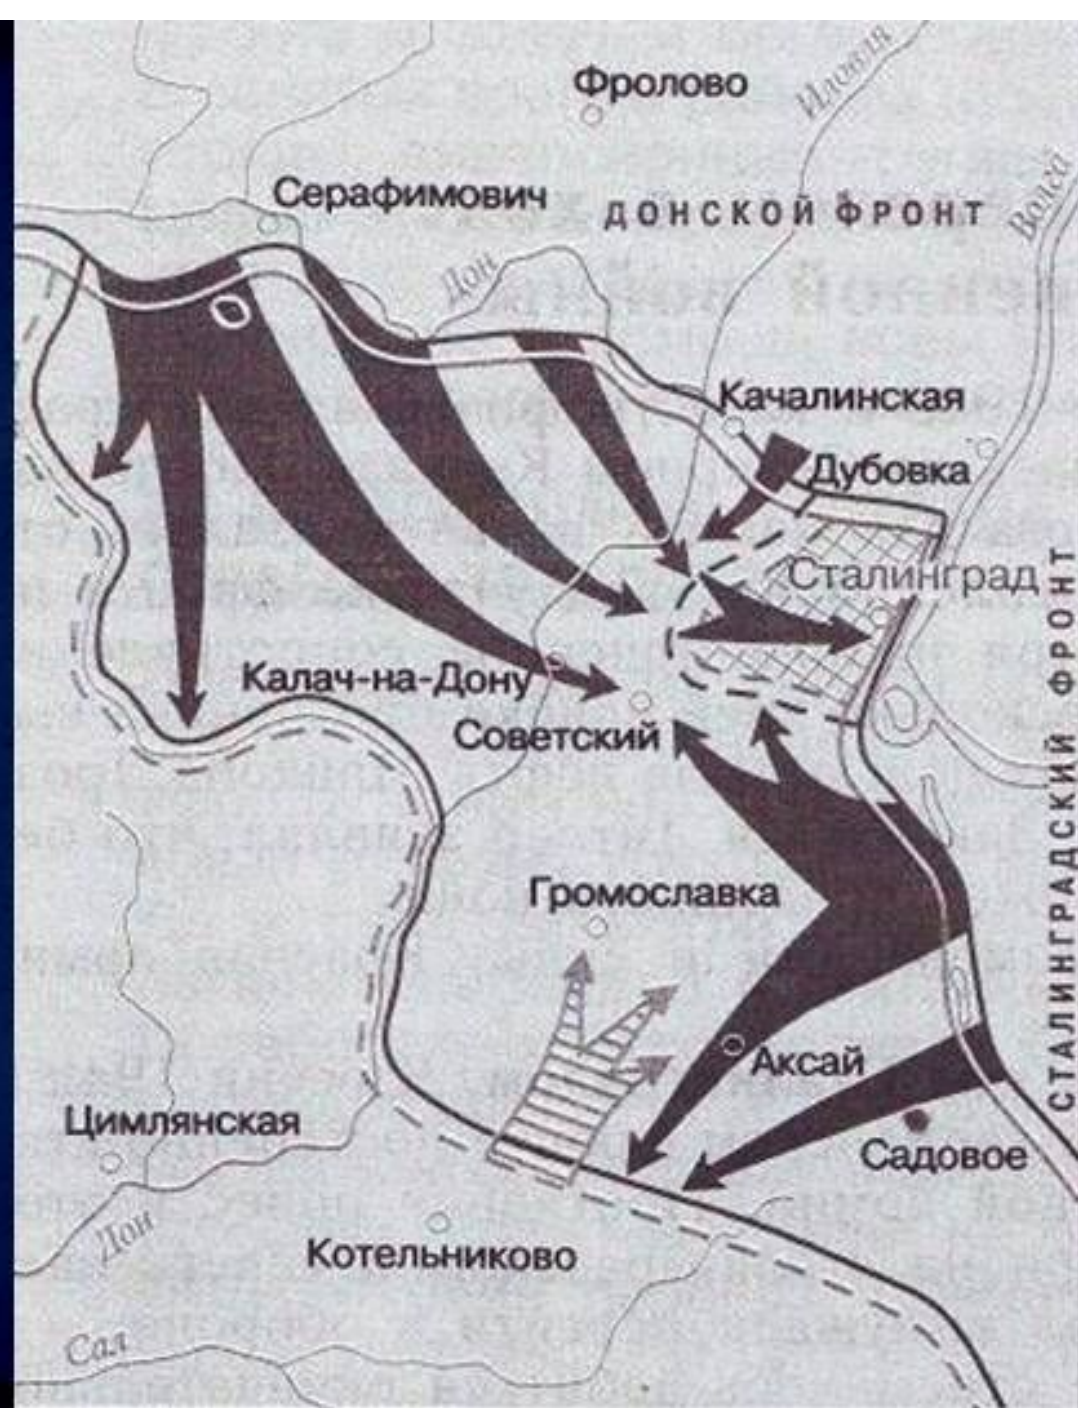 Фролово
Иловля
Серафимович
ДОНСКОЙ ФРОНТ
Волга
Дон
Качалинская
Дубовка
Сталинград
СТАЛИНГРАДСКИЙ ФРОНТ
Калач-на-Дону
Советский
Громославка
Аксай
Цимлянская
Садовое
Дон
Котельниково
Сал